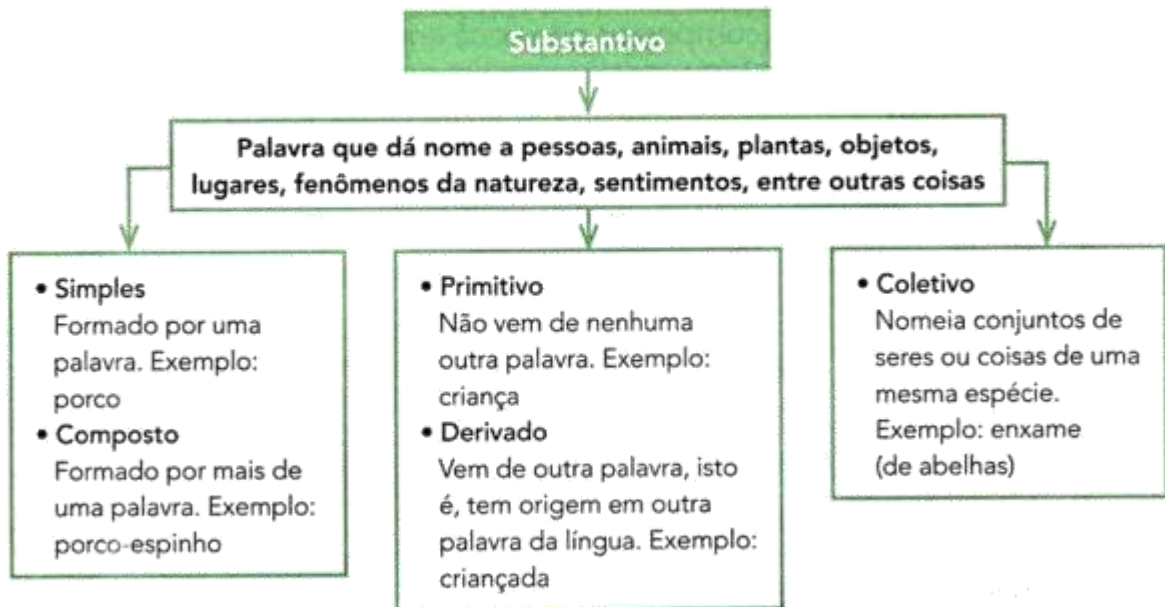 Substantivo
Palavra que dá nome a pessoas, animais, plantas, objetos,
lugares, fenômenos da natureza, sentimentos, entre outras coisas
• Simples
Formado por uma
palavra. Exemplo:
porco
• Composto
Formado por mais de
uma palavra. Exemplo:
porco-espinho
• Primitivo
Não vem de nenhuma
outra palavra. Exemplo:
criança
• Derivado
Vem de outra palavra, isto
é, tem origem em outra
palavra da língua. Exemplo:
criançada
• Coletivo
Nomeia conjuntos de
seres ou coisas de uma
mesma espécie.
Exemplo: enxame
(de abelhas)